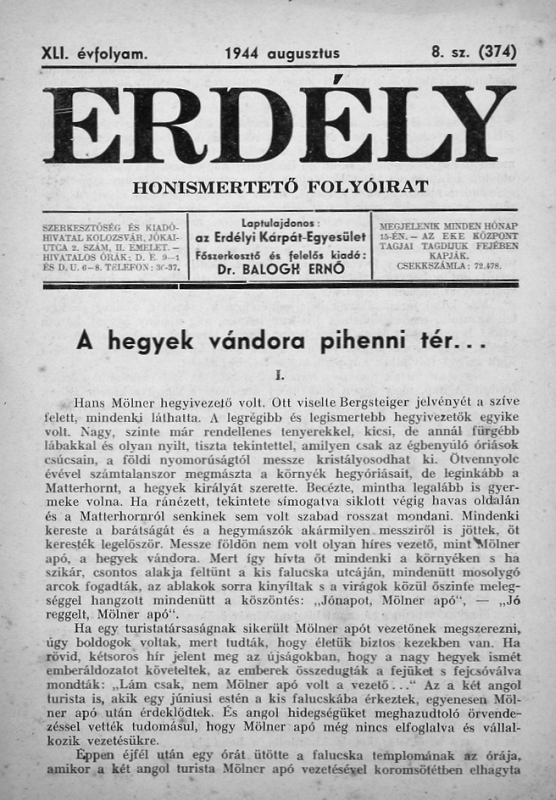 XLI. évfolyam. 1944 augusztus 8. sz. (374)
ERDÉLY
HONISMERTETŐ FOLYÓIRAT
SZERKESZTŐSÉG ÉS KIADÓ-
HIVATAL KOLOZSVÁR, JÓKAI-
UTCA 2. SZÁM, II. EMELET. —
HIVATALOS ÓRÁK: D. E. 9—1
ÉS D. U. 6—8. TELEFON: 36-37.
Laptulajdonos:
az Erdélyi Kárpát-Egyesület
Főszerkesztő és felelős kiadó:
Dr. BALOGH ERNŐ
MEGJELENIK MINDEN HÓNAP
15-ÉN. — AZ EKE KÖZPONT
TAGJAI TAGDIJUK FEJÉBEN
KAPJÁK.
CSEKKSZÁMLA: 72.478.
A hegyek vándora pihenni tér...
I.
Hans Mölner hegyivezető volt. Ott viselte Bergsteiger jelvényét a szíve
felett, mindenki láthatta. A legrégibb és legismertebb hegyivezetők egyike
volt. Nagy, szinte már rendellenes tenyerekkel, kicsi, de annál fürgébb
lábakkal és olyan nyilt, tiszta tekintettel, amilyen csak az égbenyúló óriások
csúcsain, a földi nyomorúságtól messze kristályosodhat ki. Ötvennyolc
évével számtalanszor megmászta a környék hegyóriásait, de leginkább a
Matterhornt, a hegyek királyát szerette. Becézte, mintha legalább is gyer-
meke volna. Ha ránézett, tekintete símogatva siklott végig havas oldalán
és a Matterhornról senkinek sem volt szabad rosszat mondani. Mindenki
kereste a barátságát és a hegymászók akármilyen messziről is jöttek, őt
keresték legelőször. Messze földön nem volt olyan híres vezető, mint Mölner
apó, a hegyek vándora. Mert így hívta őt mindenki a környéken s ha
szikár, csontos alakja feltünt a kis falucska utcáján, mindenütt mosolygó
arcok fogadták, az ablakok sorra kinyíltak s a virágok közül őszinte meleg-
séggel hangzott mindenütt a köszöntés: „Jónapot, Mölner apó“, — „Jó
reggelt, Mölner apó“.
Ha egy turistatársaságnak sikerült Mölner apót vezetőnek megszerezni,
úgy boldogok voltak, mert tudták, hogy életük biztos kezekben van. Ha
rövid, kétsoros hír jelent meg az újságokban, hogy a nagy hegyek ismét
emberáldozatot követeltek, az emberek összedugták a fejüket s fejcsóválva
mondták: „Lám csak, nem Mölner apó volt a vezető...“ Az a két angol
turista is, akik egy júniusi estén a kis falucskába érkeztek, egyenesen Möl-
ner apó után érdeklődtek. És angol hidegségüket meghazudtoló örvende-
zéssel vették tudomásul, hogy Mölner apó még nincs elfoglalva és vállal-
kozik vezetésükre.
Éppen éjfél után egy órát ütötte a falucska templomának az órája,
amikor a két angol turista Mölner apó vezetésével koromsötétben elhagyta